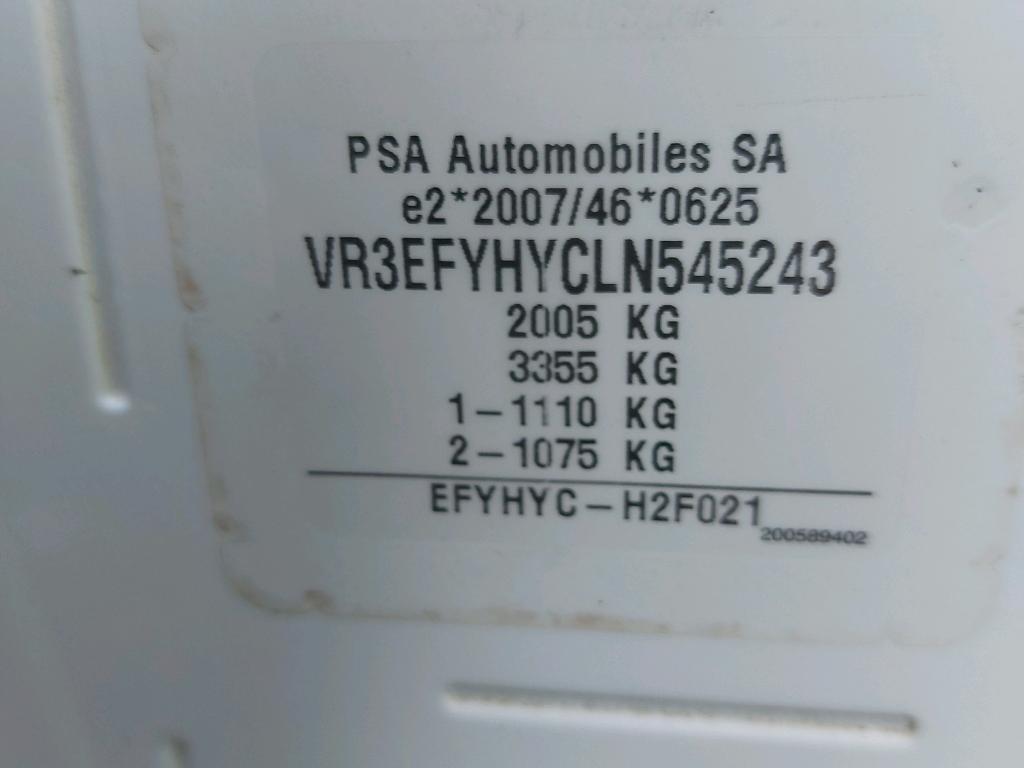 PSA Automobiles SA
e2*2007/46*0625
VR3EFYHYCLN545243
2005 KG
3355 KG
1-1110 KG
2-1075 KG
EFYHYC-H2F021
200589402